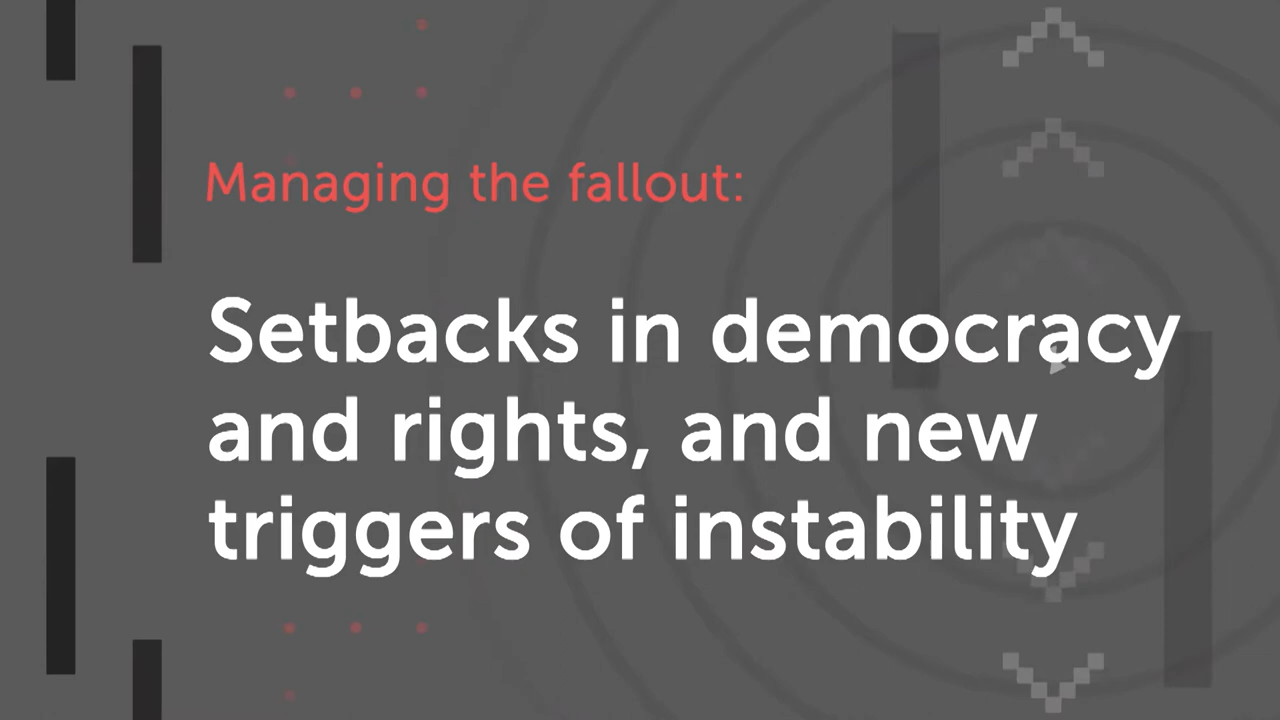 Managing the fallout:
Setbacks in democracy
and rights, and new
triggers of instability